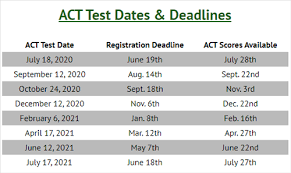 ACT Test Dates & Deadlines
ACT Test Date Registration Deadline ACT Scores Available
July 18, 2020 June 19th July 28th
September 12, 2020 Aug. 14th Sept. 22nd
October 24, 2020 Sept. 18th Nov. 3rd
December 12, 2020 Nov. 6th Dec. 22nd
February 6, 2021 Jan. 8th Feb. 16th
April 17, 2021 Mar. 12th Apr. 27th
June 12, 2021 May 7th June 22nd
July 17, 2021 June 18th July 27th